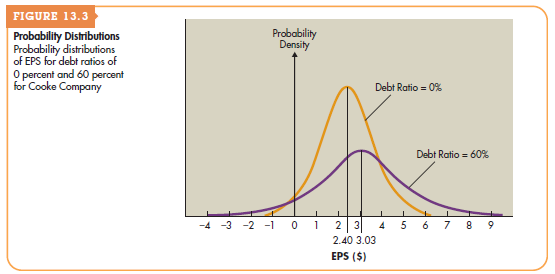 FIGURE 13.3
Probability Distributions
Probability distributions
of EPS for debt ratios of
0 percent and 60 percent
for Cooke Company
Probability
Density
Debt Ratio = 0%
Debt Ratio = 60%
–4 –3 –2 –1 0 1 2 3 4 5 6 7 8 9
2.40 3.03
EPS ($)